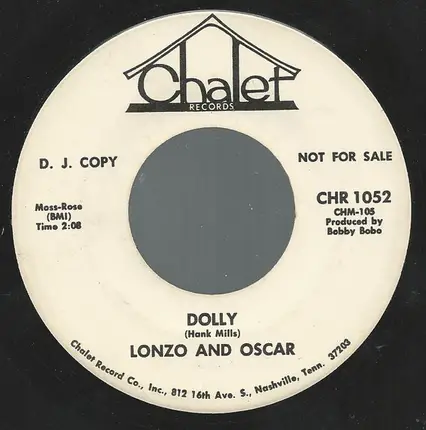 Chalet
RECORDS
D. J. COPY
NOT FOR SALE
Moss-Rose
(BMI)
Time 2:08
CHR 1052
CHM-105
Produced by
Bobby Bobo
DOLLY
(Hank Mills)
LONZO AND OSCAR
Chalet Record Co., Inc., 812 16th Ave. S., Nashville, Tenn. 37203